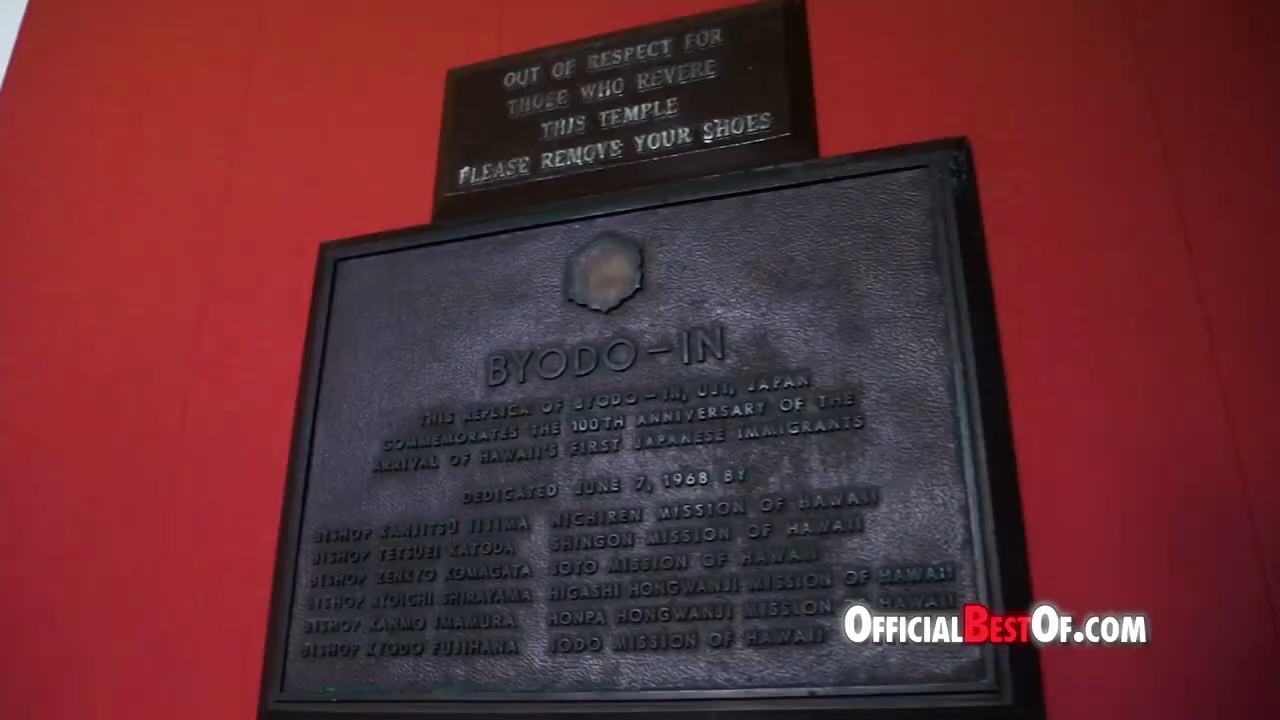 OUT OF RESPECT FOR
THOSE WHO REVERE
THIS TEMPLE
PLEASE REMOVE YOUR SHOES
BYODO-IN
THIS REPLICA OF BYODO-IN, UJI, JAPAN
COMMEMORATES THE 100TH ANNIVERSARY OF THE
ARRIVAL OF HAWAII'S FIRST JAPANESE IMMIGRANTS
DEDICATED JUNE 7, 1968 BY
BISHOP KANJITSU IIJIMA NICHIREN MISSION OF HAWAII
BISHOP TETSUEI KATODA SHINGON MISSION OF HAWAII
BISHOP ZENKYO KOMAGATA SOTO MISSION OF HAWAII
BISHOP RYOICHI SHIRAYAMA HIGASHI HONGWANJI MISSION OF HAWAII
BISHOP KANMO IMAMURA HONPA HONGWANJI MISSION OF HAWAII
BISHOP KYODO FUJIHANA JODO MISSION OF HAWAII
OFFICIALBESTOF.COM